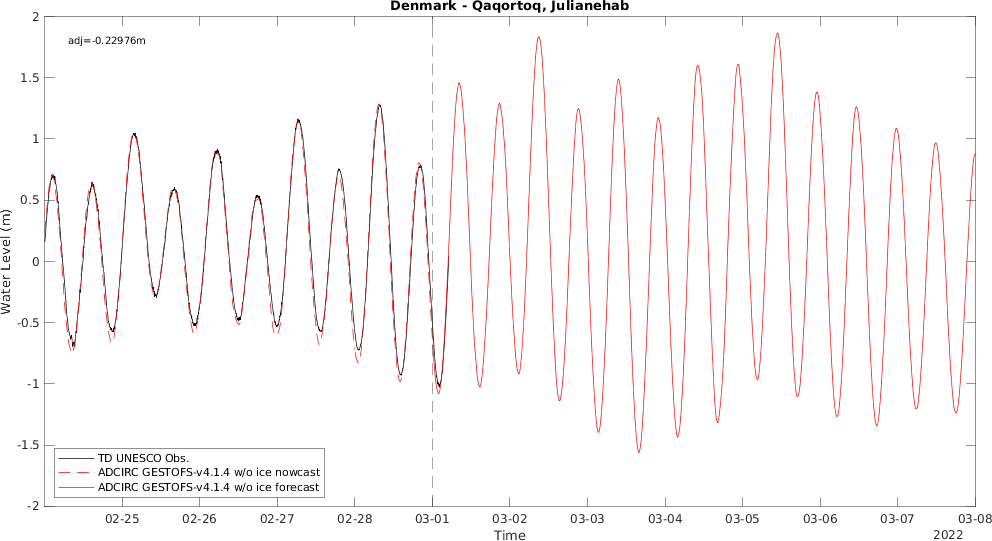 Denmark - Qaqortoq, Julianehab
adj=-0.22976m
2
1.5
1
0.5
0
-0.5
-1
-1.5
-2
Water Level (m)
TD UNESCO Obs.
ADCIRC GESTOFS-v4.1.4 w/o ice nowcast
ADCIRC GESTOFS-v4.1.4 w/o ice forecast
02-25 02-26 02-27 02-28 03-01 03-02 03-03 03-04 03-05 03-06 03-07 03-08
Time
2022